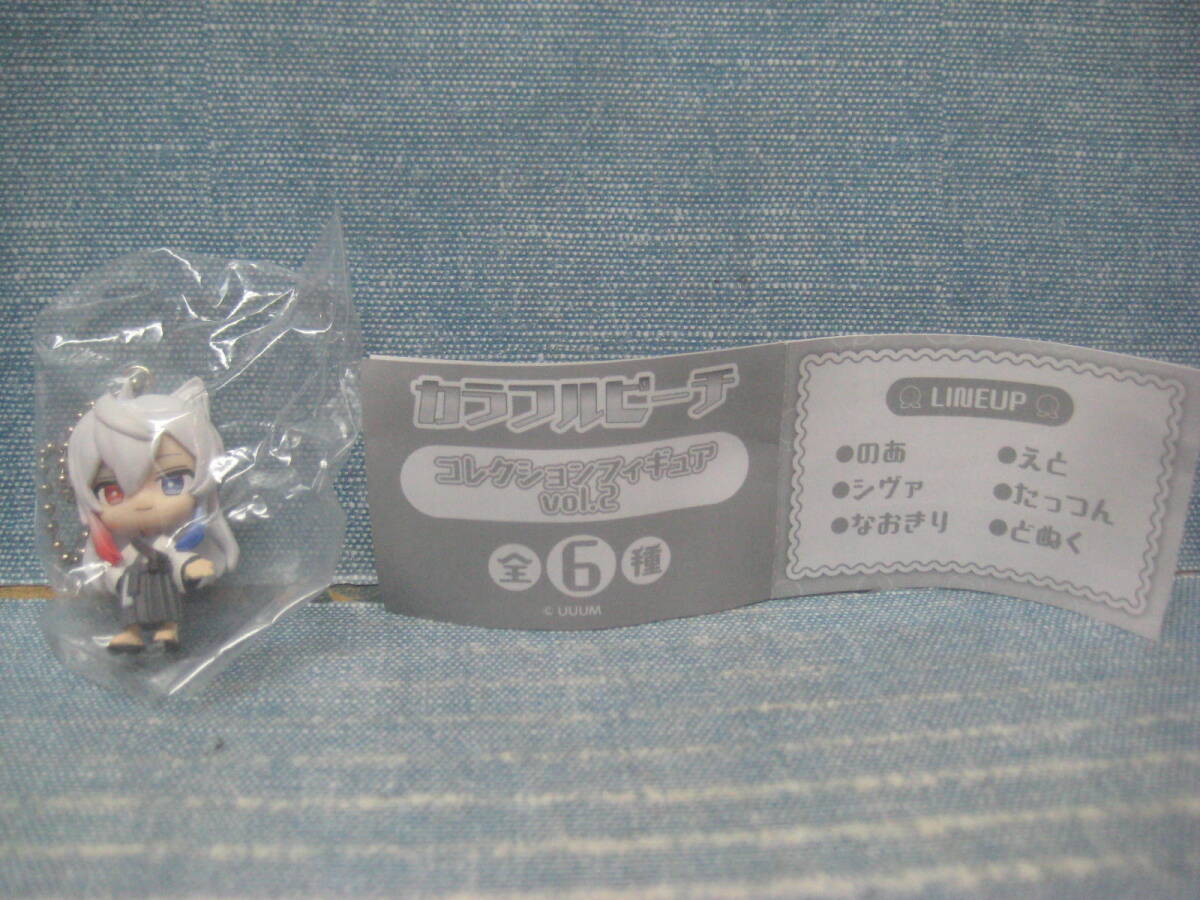 カラフルピーチ
コレクションフィギュア
vol.2
全6種
© UUUM
LINEUP
●のあ
●シヴァ
●なおきり
●えと
●たっつん
●どぬく